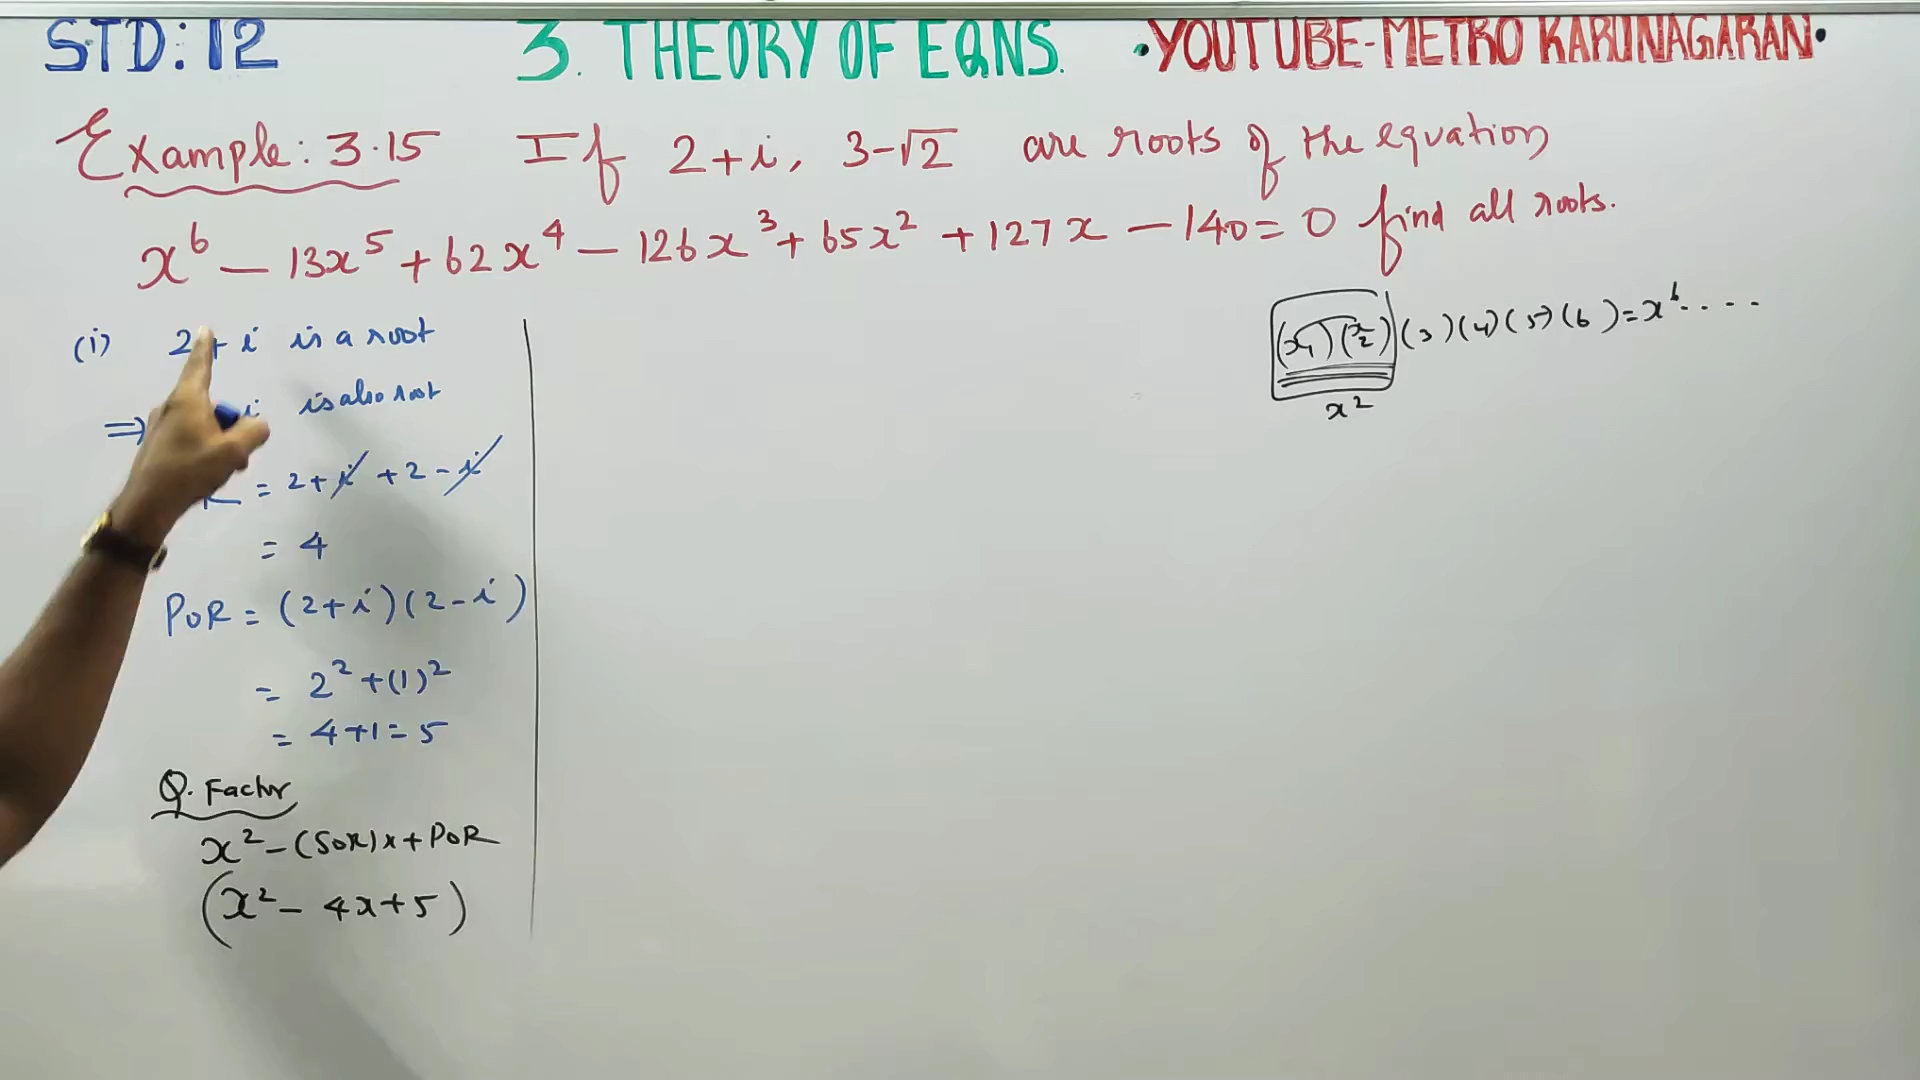 STD: 12 3. THEORY OF EQNS. •YOUTUBE-METRO KARUNAGARAN•
Example: 3.15 If 2+i, 3-√2 are roots of the equation
x⁶ - 13x⁵ + 62x⁴ - 126x³ + 65x² + 127x - 140 = 0 find all roots.
(i) 2+i is a root
⇒ i is also root
= 2+i +2-i
= 4
POR = (2+i)(2-i)
= 2² + (1)²
= 4+1 = 5
Q. Factor
x² - (SOR)x + POR
(x² - 4x + 5)
(3)(4)(5)(6) = x⁶....
x²